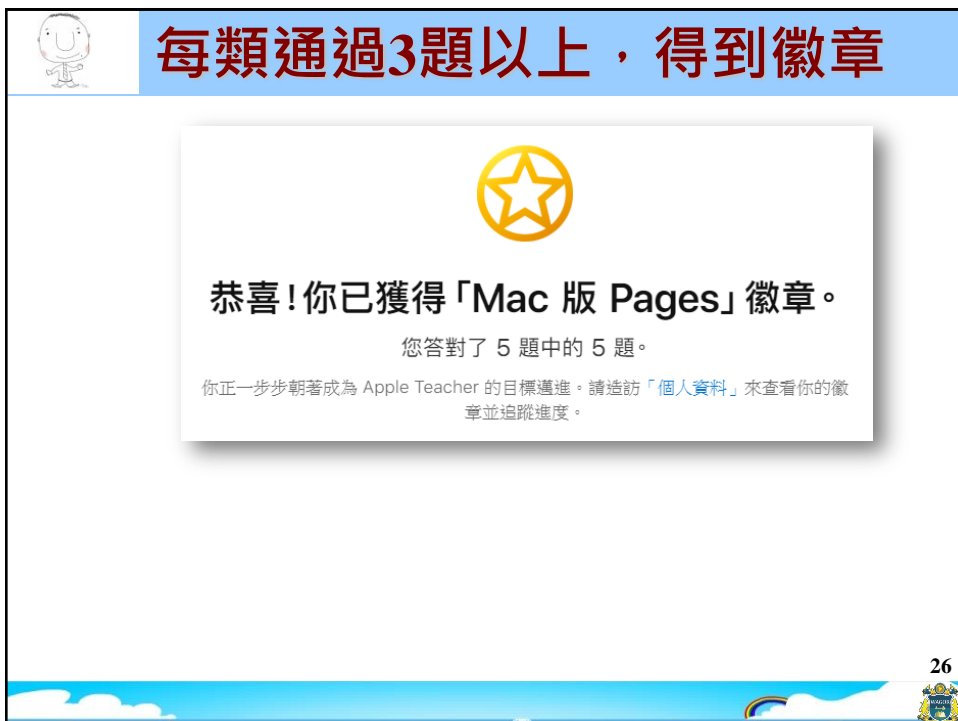 每類通過3題以上，得到徽章
恭喜！你已獲得「Mac 版 Pages」徽章。
您答對了 5 題中的 5 題。
你正一步步朝著成為 Apple Teacher 的目標邁進。請造訪「個人資料」來查看你的徽
章並追蹤進度。
26